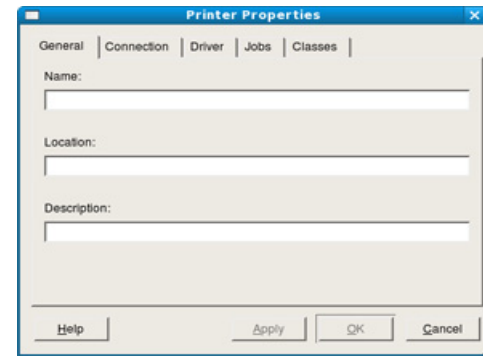 Printer Properties
General Connection Driver Jobs Classes
Name:
Location:
Description:
Help Apply OK Cancel